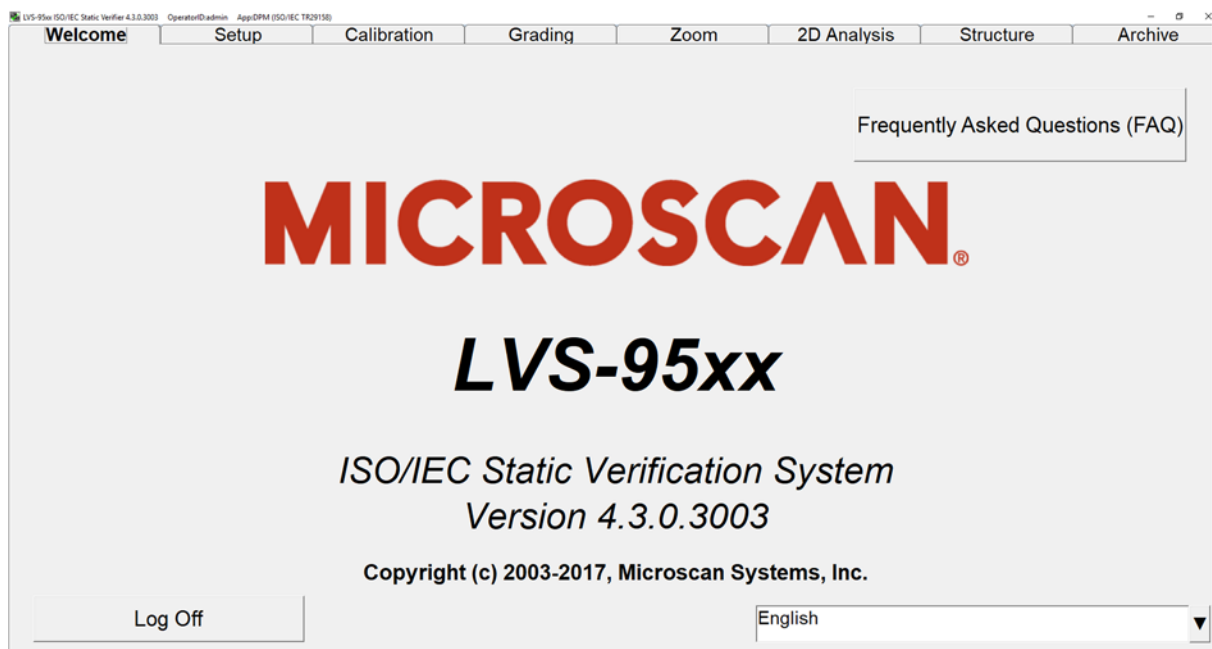 LVS-95xx ISO/IEC Static Verifier 4.3.0.3003 OperatorID:admin App:DPM (ISO/IEC TR29158)
Welcome Setup Calibration Grading Zoom 2D Analysis Structure Archive
Frequently Asked Questions (FAQ)
MICROSCAN®
LVS-95xx
ISO/IEC Static Verification System
Version 4.3.0.3003
Copyright (c) 2003-2017, Microscan Systems, Inc.
Log Off
English